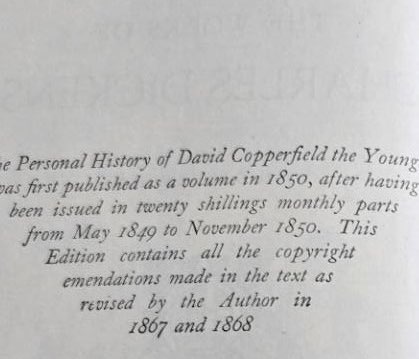 e Personal History of David Copperfield the Young
was first published as a volume in 1850, after having
been issued in twenty shillings monthly parts
from May 1849 to November 1850. This
Edition contains all the copyright
emendations made in the text as
revised by the Author in
1867 and 1868